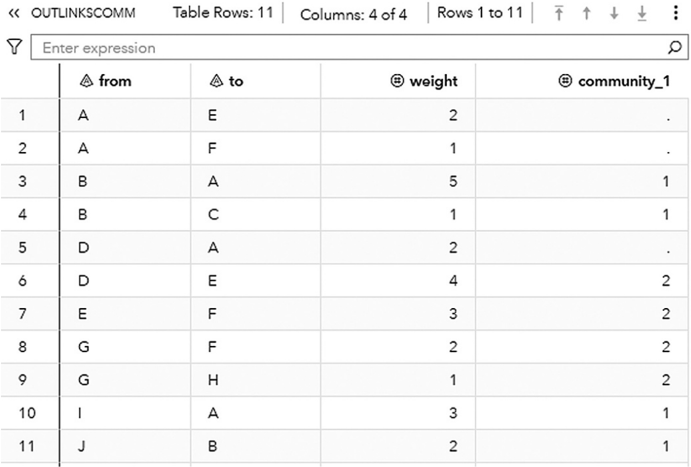 « OUTLINKSCOMM Table Rows: 11 Columns: 4 of 4 Rows 1 to 11
Enter expression
from to weight community_1
1 A E 2 .
2 A F 1 .
3 B A 5 1
4 B C 1 1
5 D A 2 .
6 D E 4 2
7 E F 3 2
8 G F 2 2
9 G H 1 2
10 I A 3 1
11 J B 2 1